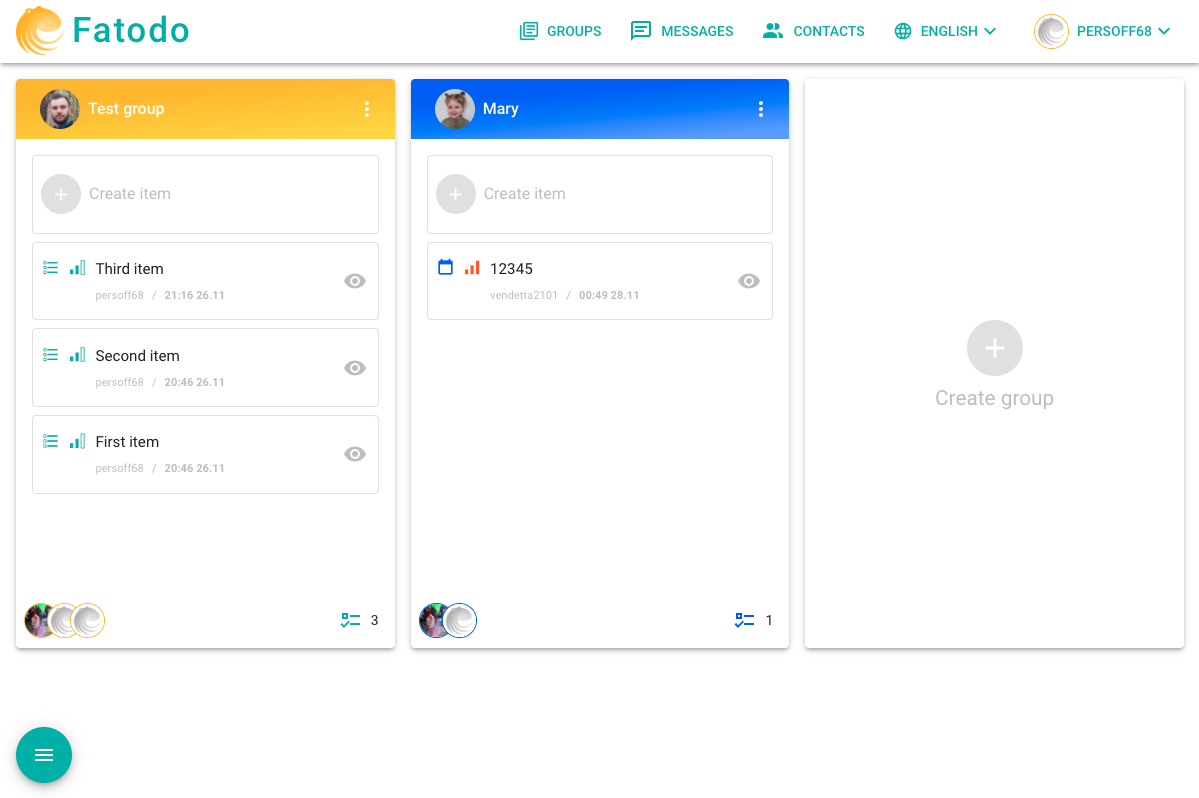 Fatodo
GROUPS
MESSAGES
CONTACTS
ENGLISH
PERSOFF68
Test group
Create item
Third item
persoff68 / 21:16 26.11
Second item
persoff68 / 20:46 26.11
First item
persoff68 / 20:46 26.11
3
Mary
Create item
12345
vendetta2101 / 00:49 28.11
1
Create group